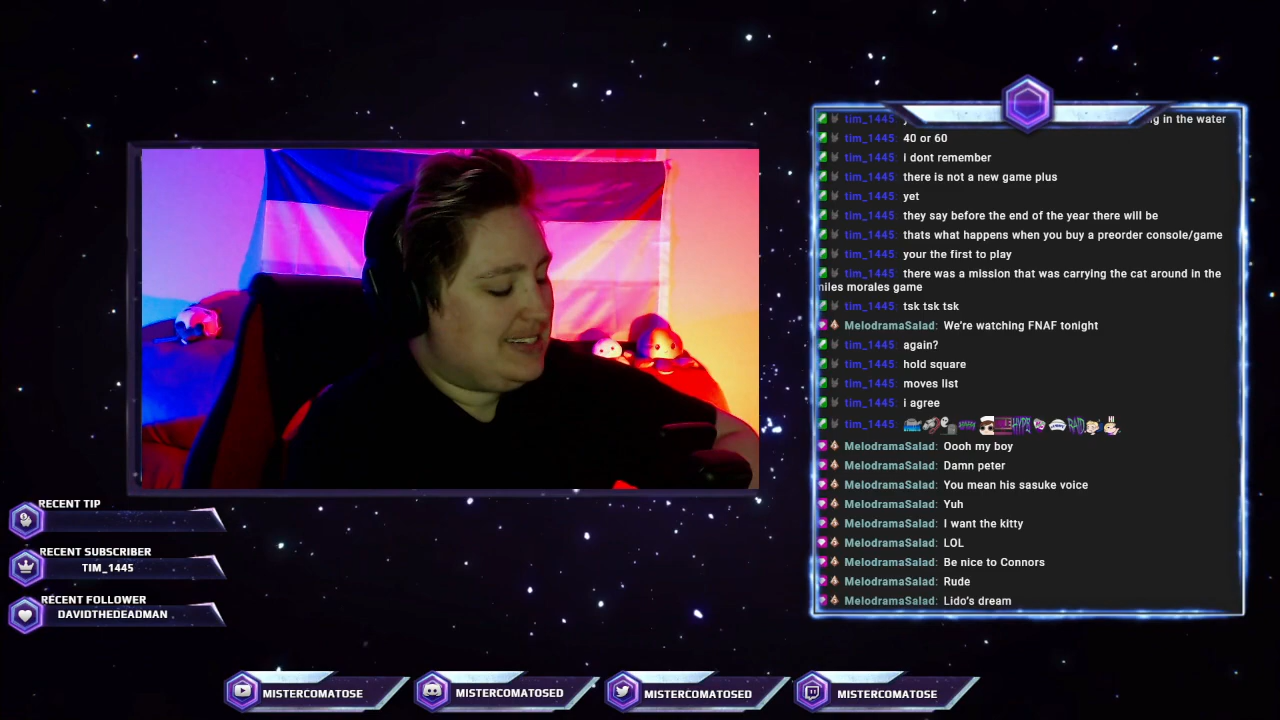 tim_1445: g in the water
tim_1445: 40 or 60
tim_1445: i dont remember
tim_1445: there is not a new game plus
tim_1445: yet
tim_1445: they say before the end of the year there will be
tim_1445: thats what happens when you buy a preorder console/game
tim_1445: your the first to play
tim_1445: there was a mission that was carrying the cat around in the
miles morales game
tim_1445: tsk tsk tsk
MelodramaSalad: We're watching FNAF tonight
tim_1445: again?
tim_1445: hold square
tim_1445: moves list
tim_1445: i agree
tim_1445: HYPE RAID
MelodramaSalad: Oooh my boy
MelodramaSalad: Damn peter
MelodramaSalad: You mean his sasuke voice
MelodramaSalad: Yuh
MelodramaSalad: I want the kitty
MelodramaSalad: LOL
MelodramaSalad: Be nice to Connors
MelodramaSalad: Rude
MelodramaSalad: Lido's dream
RECENT TIP
RECENT SUBSCRIBER
TIM_1445
RECENT FOLLOWER
DAVIDTHEDEADMAN
MISTERCOMATOSE
MISTERCOMATOSED
MISTERCOMATOSED
MISTERCOMATOSE